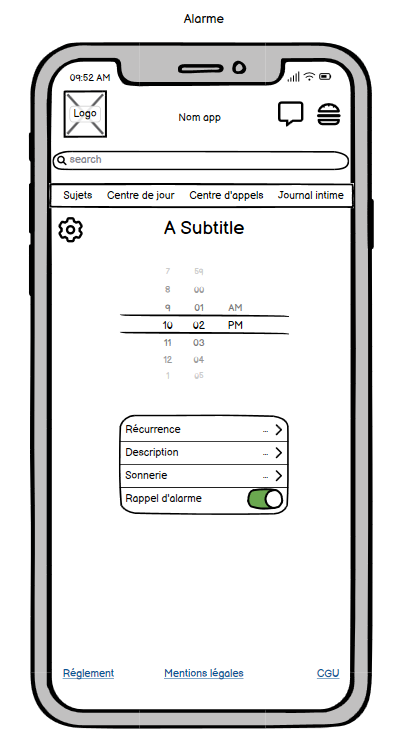 Alarme
09:52 AM
Logo
Nom app
search
Sujets Centre de jour Centre d'appels Journal intime
A Subtitle
7 59
8 00
9 01 AM
10 02 PM
11 03
12 04
1 05
Récurrence ...
Description ...
Sonnerie ...
Rappel d'alarme
Réglement Mentions légales CGU